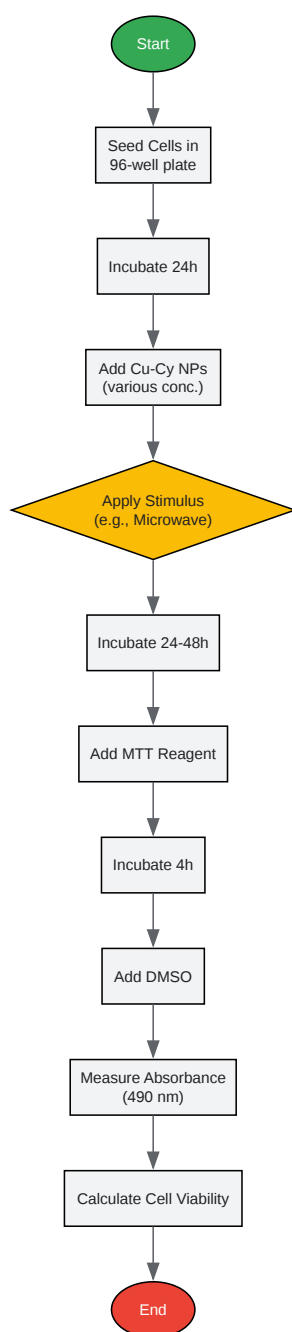 Start
Seed Cells in
96-well plate
Incubate 24h
Add Cu-Cy NPs
(various conc.)
Apply Stimulus
(e.g., Microwave)
Incubate 24-48h
Add MTT Reagent
Incubate 4h
Add DMSO
Measure Absorbance
(490 nm)
Calculate Cell Viability
End